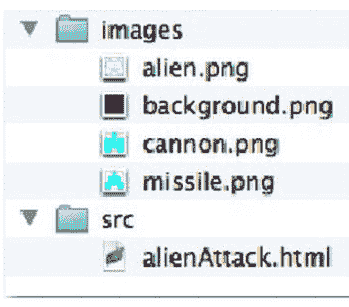 images
alien.png
background.png
cannon.png
missile.png
src
alienAttack.html